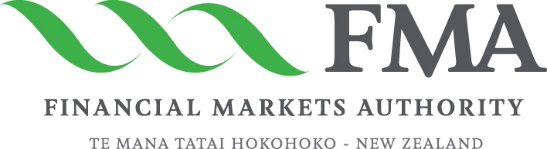 FMA
FINANCIAL MARKETS AUTHORITY
TE MANA TATAI HOKOHOKO - NEW ZEALAND